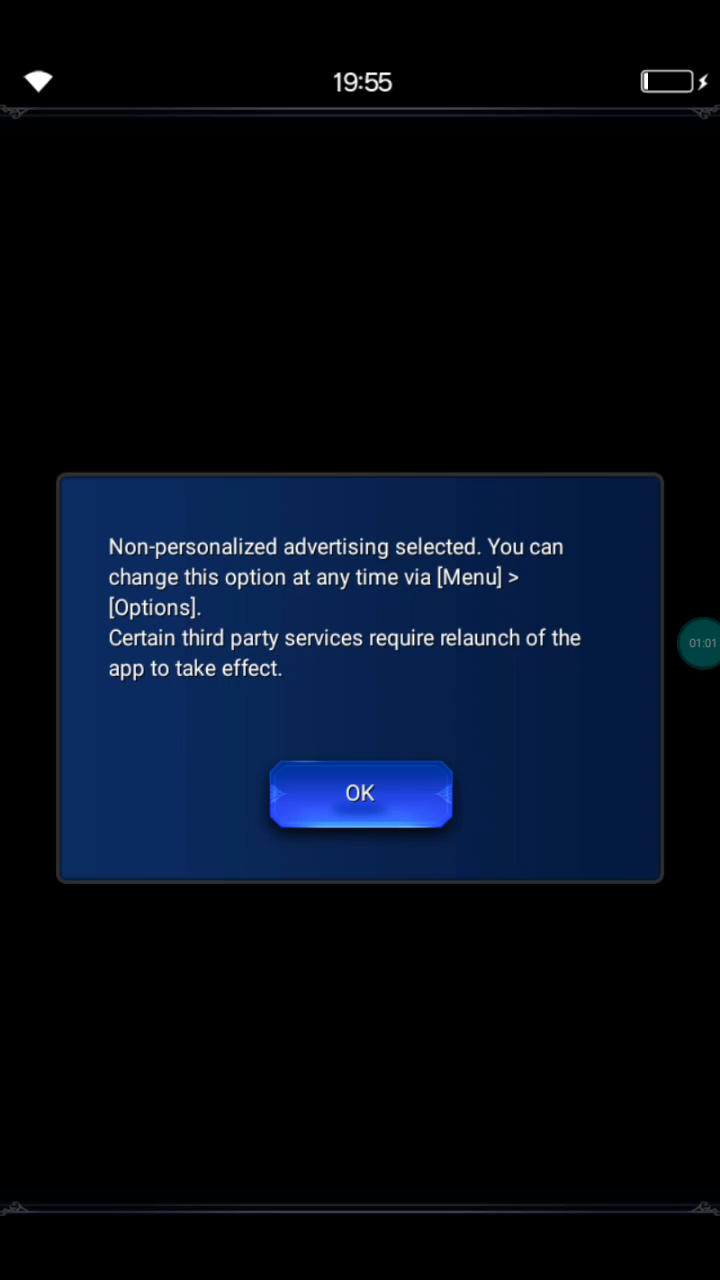 19:55
Non-personalized advertising selected. You can
change this option at any time via [Menu] >
[Options].
Certain third party services require relaunch of the
app to take effect.
01:01
OK